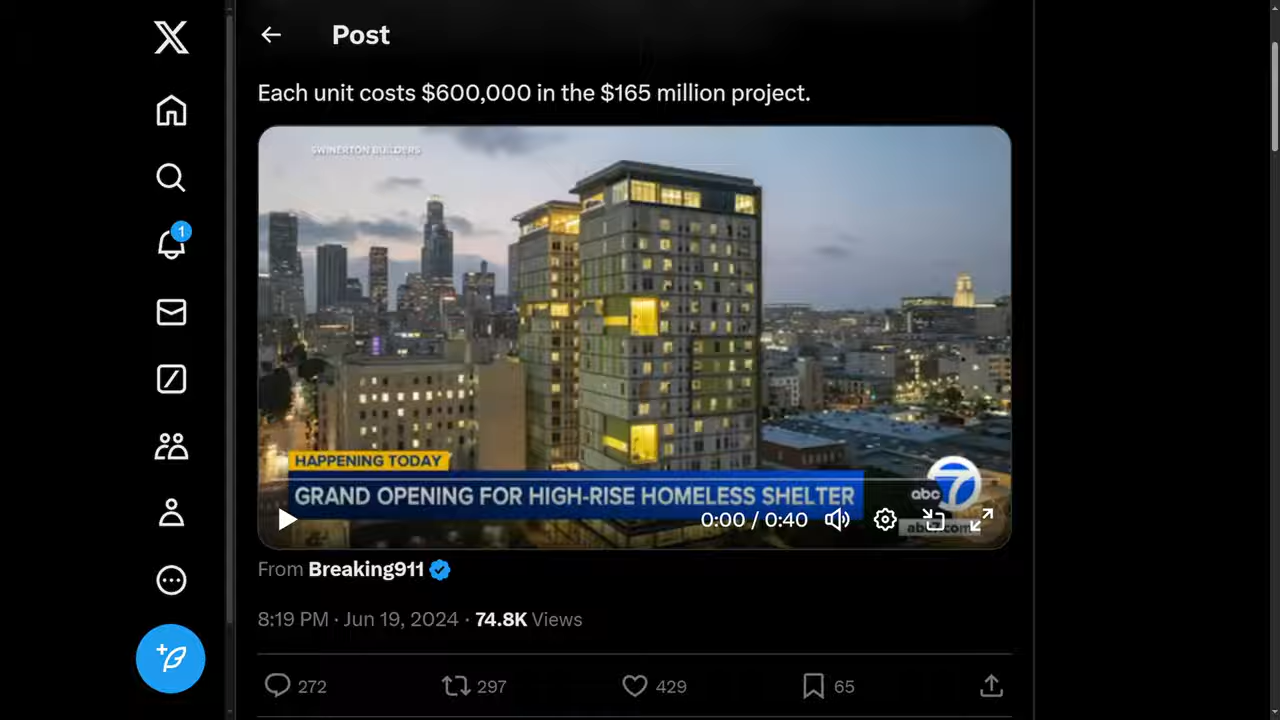 Post
Each unit costs $600,000 in the $165 million project.
SWINERTON BUILDERS
1
HAPPENING TODAY
GRAND OPENING FOR HIGH-RISE HOMELESS SHELTER
abc 7
0:00 / 0:40
abc7.com
From Breaking911
8:19 PM · Jun 19, 2024 · 74.8K Views
272 297 429 65